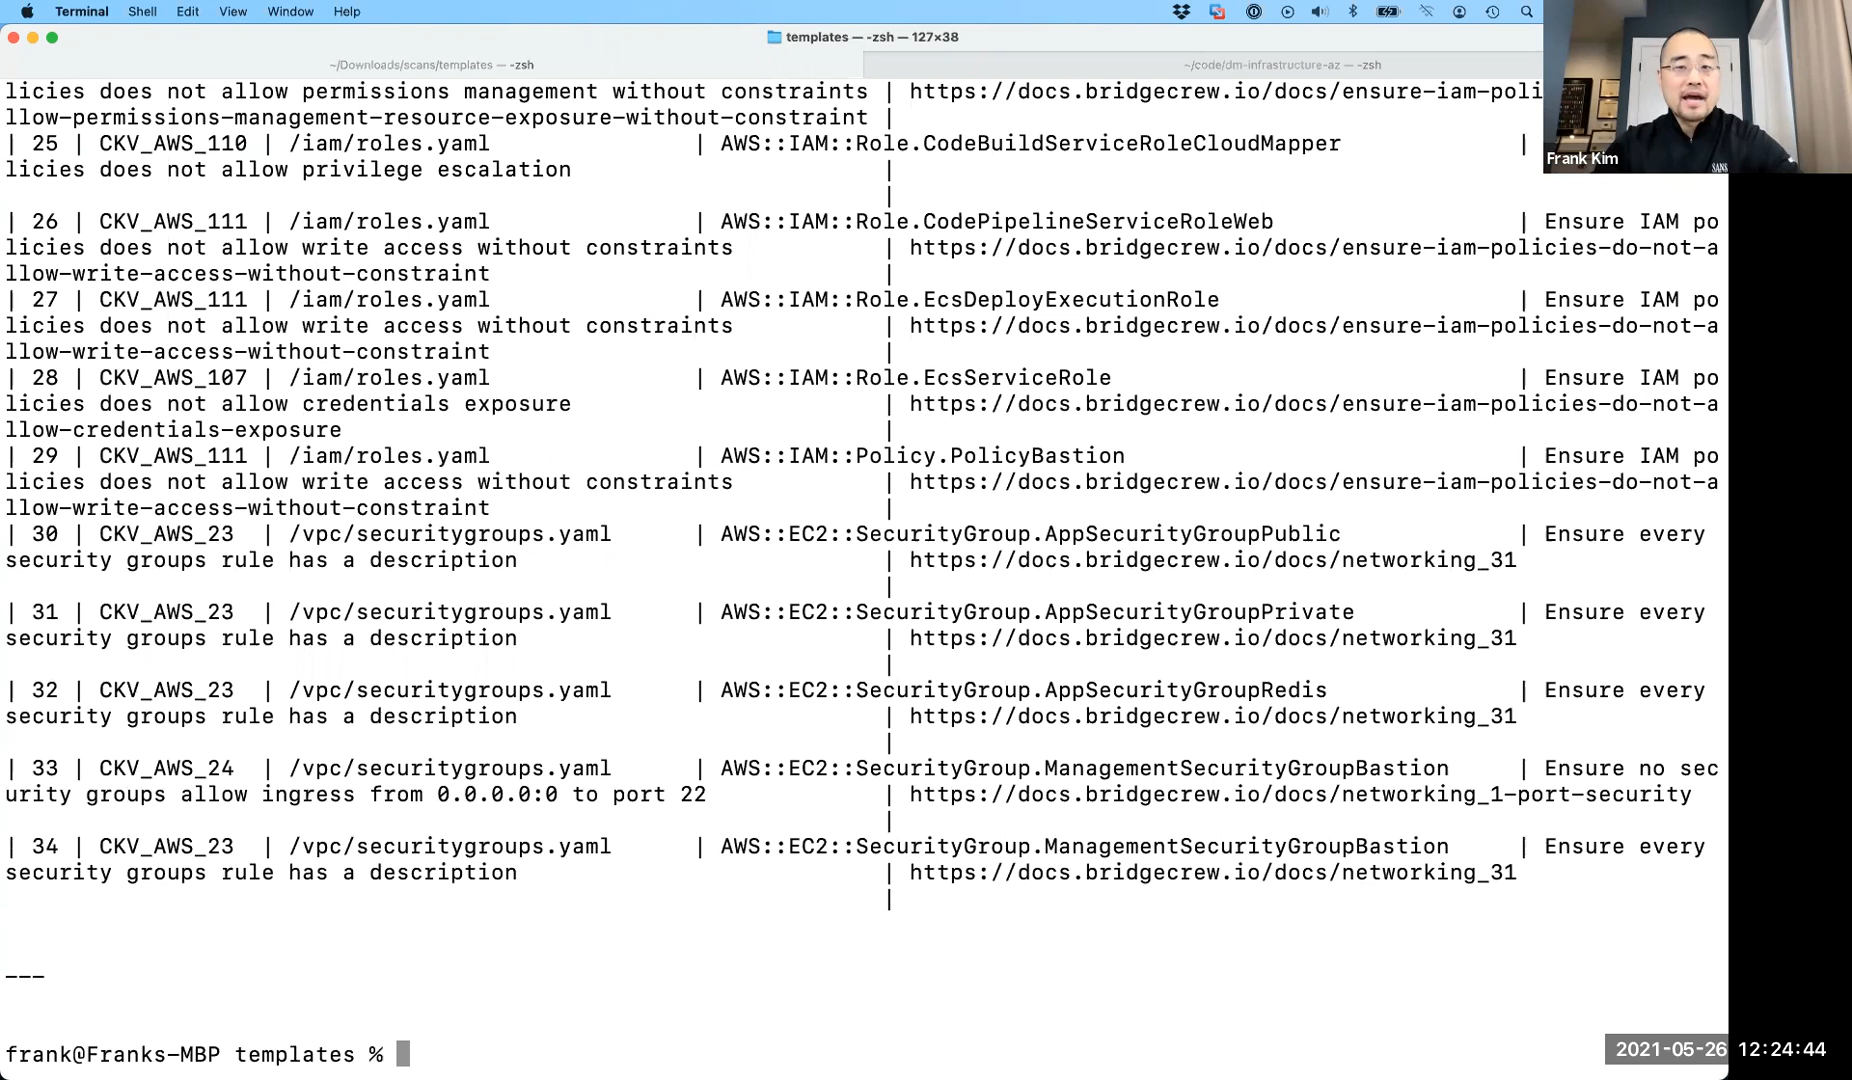 Terminal Shell Edit View Window Help
templates — -zsh — 127×38
~/Downloads/scans/templates — -zsh ~/code/dm-infrastructure-az — -zsh
licies does not allow permissions management without constraints | https://docs.bridgecrew.io/docs/ensure-iam-poli
llow-permissions-management-resource-exposure-without-constraint |
| 25 | CKV_AWS_110 | /iam/roles.yaml | AWS::IAM::Role.CodeBuildServiceRoleCloudMapper |
licies does not allow privilege escalation |
|
| 26 | CKV_AWS_111 | /iam/roles.yaml | AWS::IAM::Role.CodePipelineServiceRoleWeb | Ensure IAM po
licies does not allow write access without constraints | https://docs.bridgecrew.io/docs/ensure-iam-policies-do-not-a
llow-write-access-without-constraint |
| 27 | CKV_AWS_111 | /iam/roles.yaml | AWS::IAM::Role.EcsDeployExecutionRole | Ensure IAM po
licies does not allow write access without constraints | https://docs.bridgecrew.io/docs/ensure-iam-policies-do-not-a
llow-write-access-without-constraint |
| 28 | CKV_AWS_107 | /iam/roles.yaml | AWS::IAM::Role.EcsServiceRole | Ensure IAM po
licies does not allow credentials exposure | https://docs.bridgecrew.io/docs/ensure-iam-policies-do-not-a
llow-credentials-exposure |
| 29 | CKV_AWS_111 | /iam/roles.yaml | AWS::IAM::Policy.PolicyBastion | Ensure IAM po
licies does not allow write access without constraints | https://docs.bridgecrew.io/docs/ensure-iam-policies-do-not-a
llow-write-access-without-constraint |
| 30 | CKV_AWS_23 | /vpc/securitygroups.yaml | AWS::EC2::SecurityGroup.AppSecurityGroupPublic | Ensure every
security groups rule has a description | https://docs.bridgecrew.io/docs/networking_31
|
| 31 | CKV_AWS_23 | /vpc/securitygroups.yaml | AWS::EC2::SecurityGroup.AppSecurityGroupPrivate | Ensure every
security groups rule has a description | https://docs.bridgecrew.io/docs/networking_31
|
| 32 | CKV_AWS_23 | /vpc/securitygroups.yaml | AWS::EC2::SecurityGroup.AppSecurityGroupRedis | Ensure every
security groups rule has a description | https://docs.bridgecrew.io/docs/networking_31
|
| 33 | CKV_AWS_24 | /vpc/securitygroups.yaml | AWS::EC2::SecurityGroup.ManagementSecurityGroupBastion | Ensure no sec
urity groups allow ingress from 0.0.0.0:0 to port 22 | https://docs.bridgecrew.io/docs/networking_1-port-security
|
| 34 | CKV_AWS_23 | /vpc/securitygroups.yaml | AWS::EC2::SecurityGroup.ManagementSecurityGroupBastion | Ensure every
security groups rule has a description | https://docs.bridgecrew.io/docs/networking_31
|
---
frank@Franks-MBP templates %
Frank Kim
SANS
2021-05-26 12:24:44